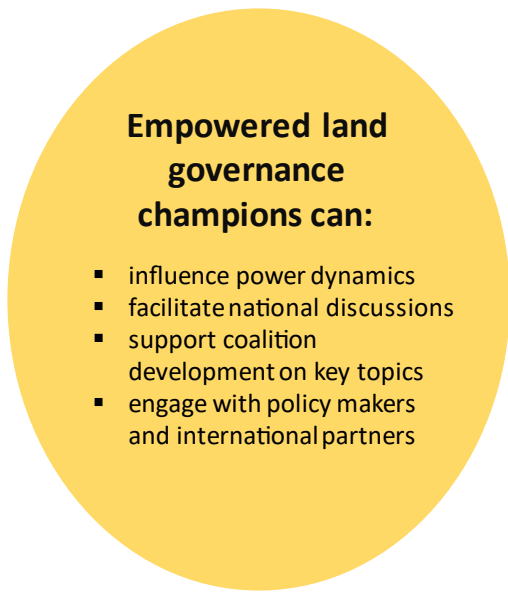 Empowered land
governance
champions can:
▪ influence power dynamics
▪ facilitate national discussions
▪ support coalition
development on key topics
▪ engage with policy makers
and international partners